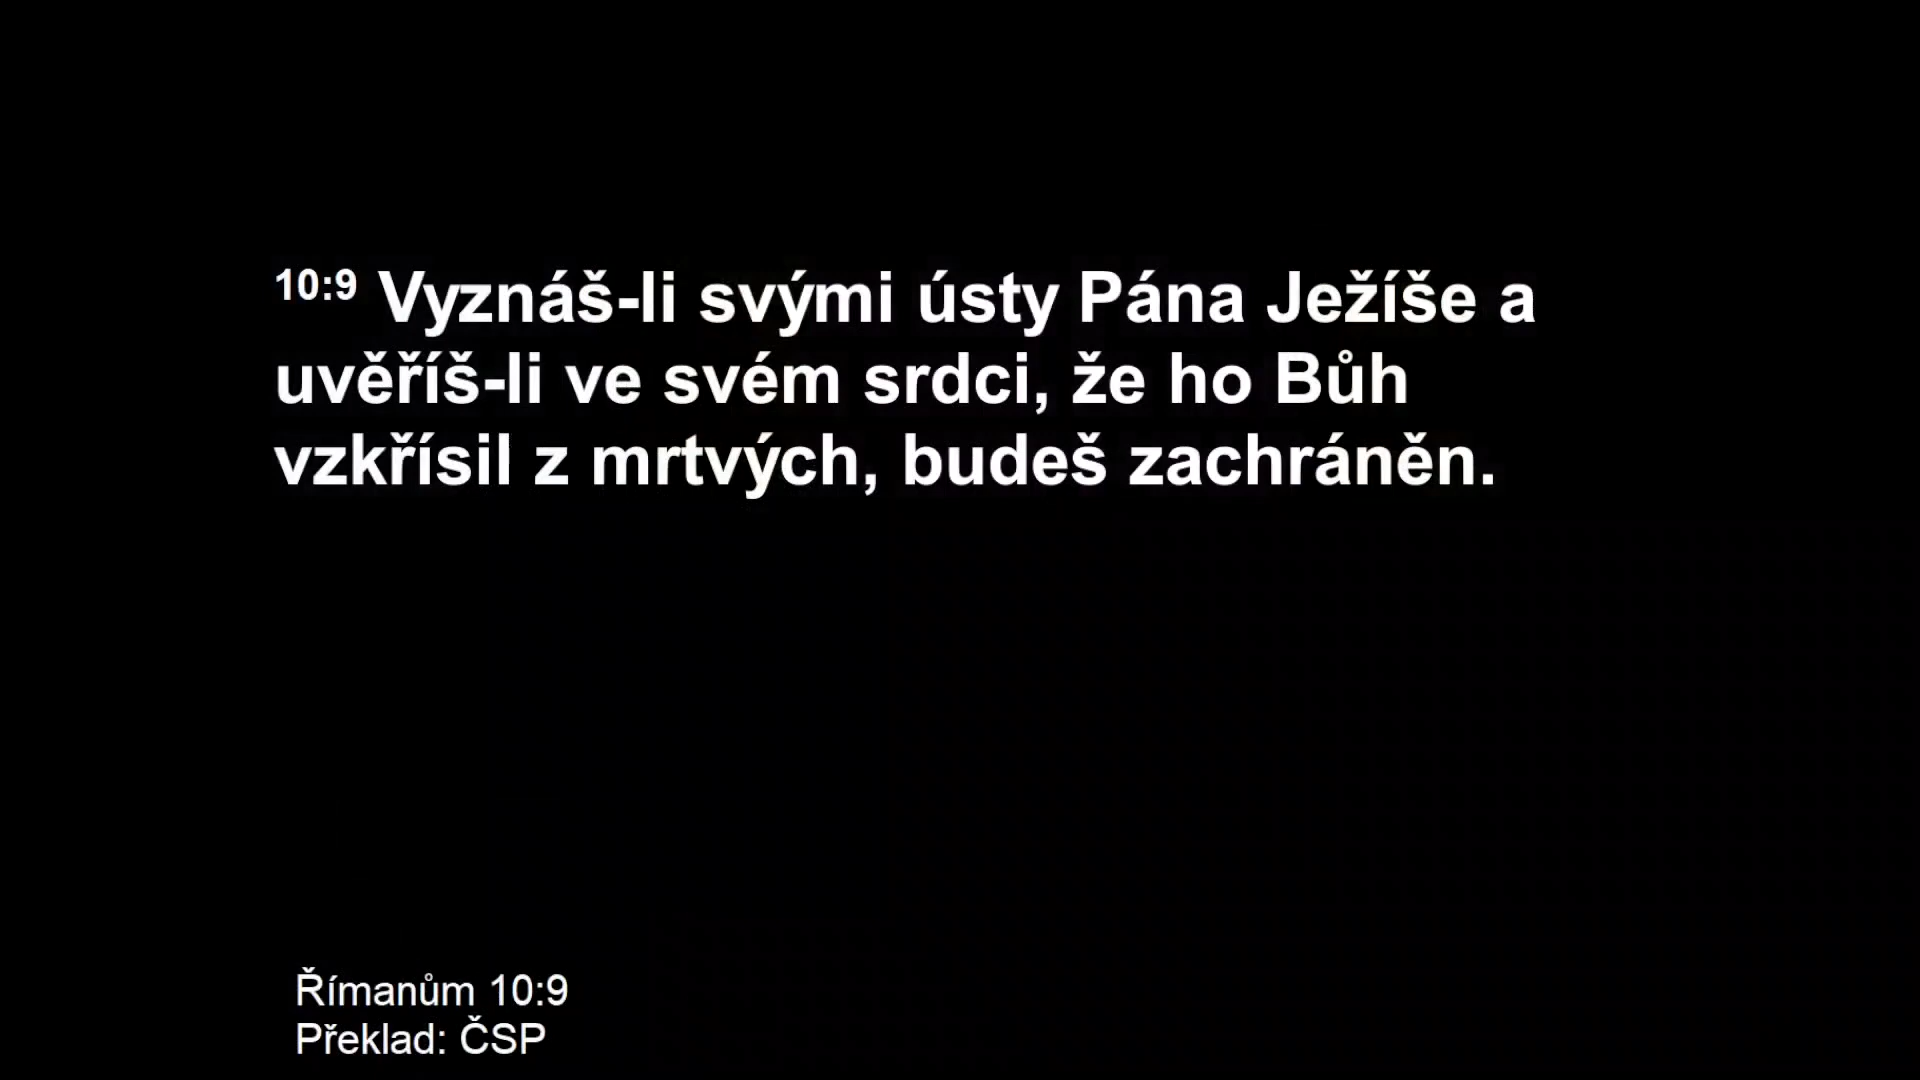 10:9 Vyznáš-li svými ústy Pána Ježíše a
uvěříš-li ve svém srdci, že ho Bůh
vzkřísil z mrtvých, budeš zachráněn.
Římanům 10:9
Překlad: ČSP